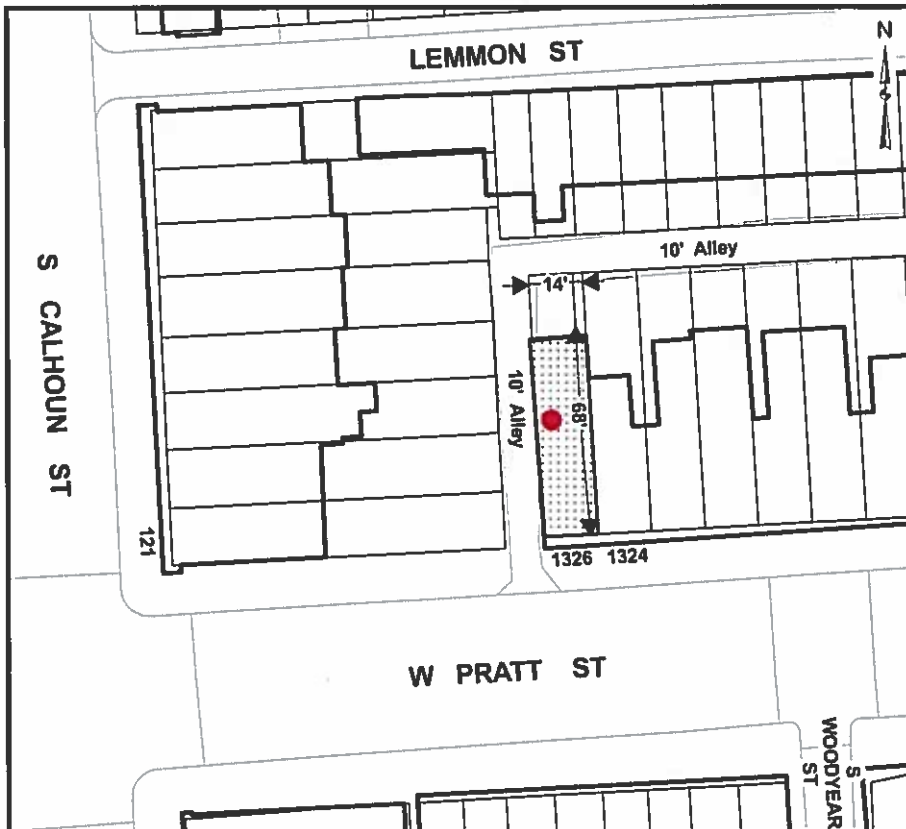 LEMMON ST
N
10' Alley
14'
S CALHOUN ST
10' Alley
68'
121
1326 1324
W PRATT ST
S WOODYEAR ST